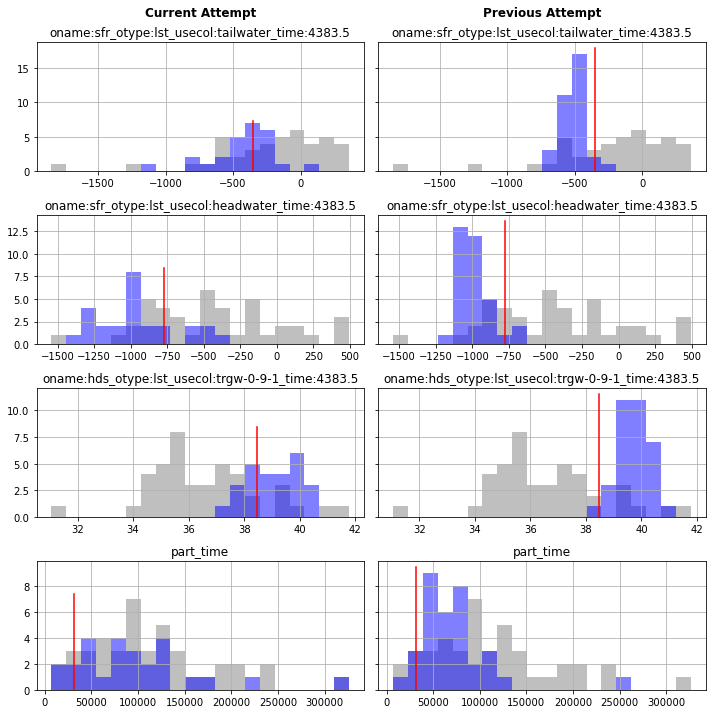 Current Attempt
Previous Attempt
oname:sfr_otype:lst_usecol:tailwater_time:4383.5
oname:sfr_otype:lst_usecol:tailwater_time:4383.5
15
10
5
0
−1500 −1000 −500 0
−1500 −1000 −500 0
oname:sfr_otype:lst_usecol:headwater_time:4383.5
oname:sfr_otype:lst_usecol:headwater_time:4383.5
12.5
10.0
7.5
5.0
2.5
0.0
−1500 −1250 −1000 −750 −500 −250 0 250 500
−1500 −1250 −1000 −750 −500 −250 0 250 500
oname:hds_otype:lst_usecol:trgw-0-9-1_time:4383.5
oname:hds_otype:lst_usecol:trgw-0-9-1_time:4383.5
10.0
7.5
5.0
2.5
0.0
32 34 36 38 40 42
32 34 36 38 40 42
part_time
part_time
8
6
4
2
0
0 50000 100000 150000 200000 250000 300000
0 50000 100000 150000 200000 250000 300000